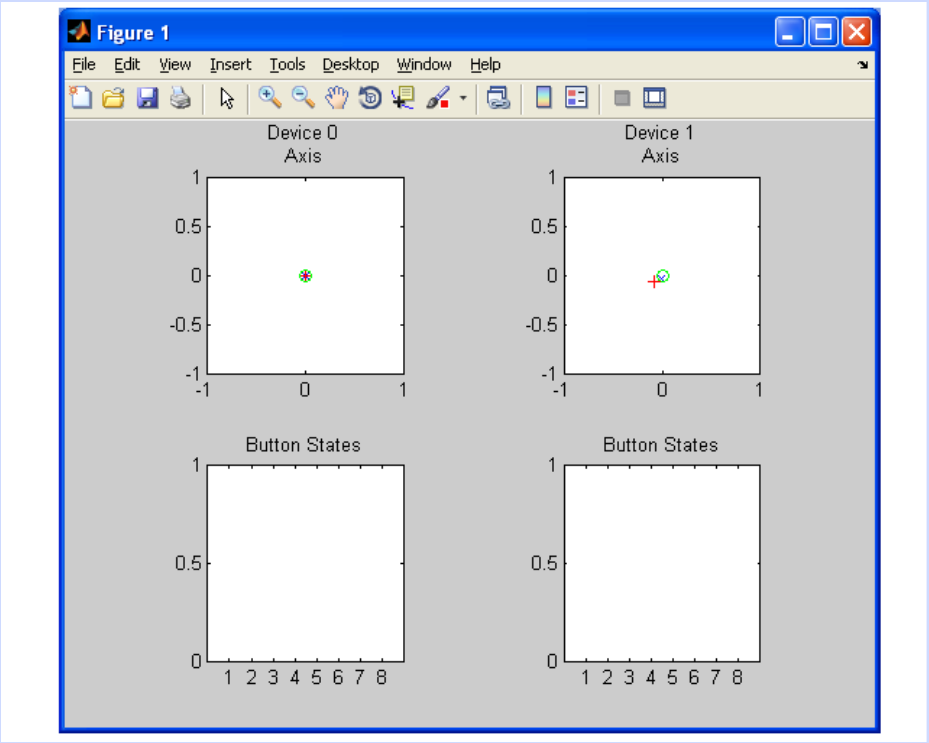 Figure 1
File Edit View Insert Tools Desktop Window Help
Device 0
Axis
1
0.5
0
-0.5
-1
-1 0 1
Device 1
Axis
1
0.5
0
-0.5
-1
-1 0 1
Button States
1
0.5
0
1 2 3 4 5 6 7 8
Button States
1
0.5
0
1 2 3 4 5 6 7 8